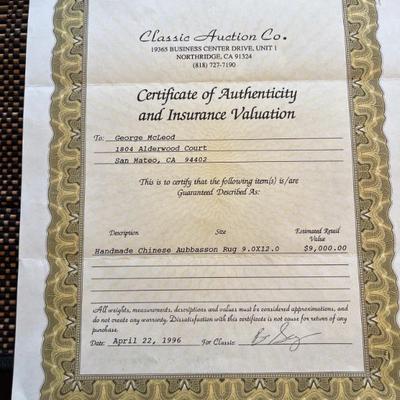 Classic Auction Co.
19365 BUSINESS CENTER DRIVE, UNIT 1
NORTHRIDGE, CA 91324
(818) 727-7190
Certificate of Authenticity
and Insurance Valuation
To: George McLeod
1804 Alderwood Court
San Mateo, CA 94402
This is to certify that the following item(s) is/are
Guaranteed Described As:
Description Size Estimated Retail
Value
Handmade Chinese Aubbasson Rug 9.0X12.0 $9,000.00
All weights, measurements, descriptions and values must be considered approximations, and
do not create any warranty. Dissatisfaction with this certificate is not cause for return of any
purchase.
Date: April 22, 1996 For Classic: